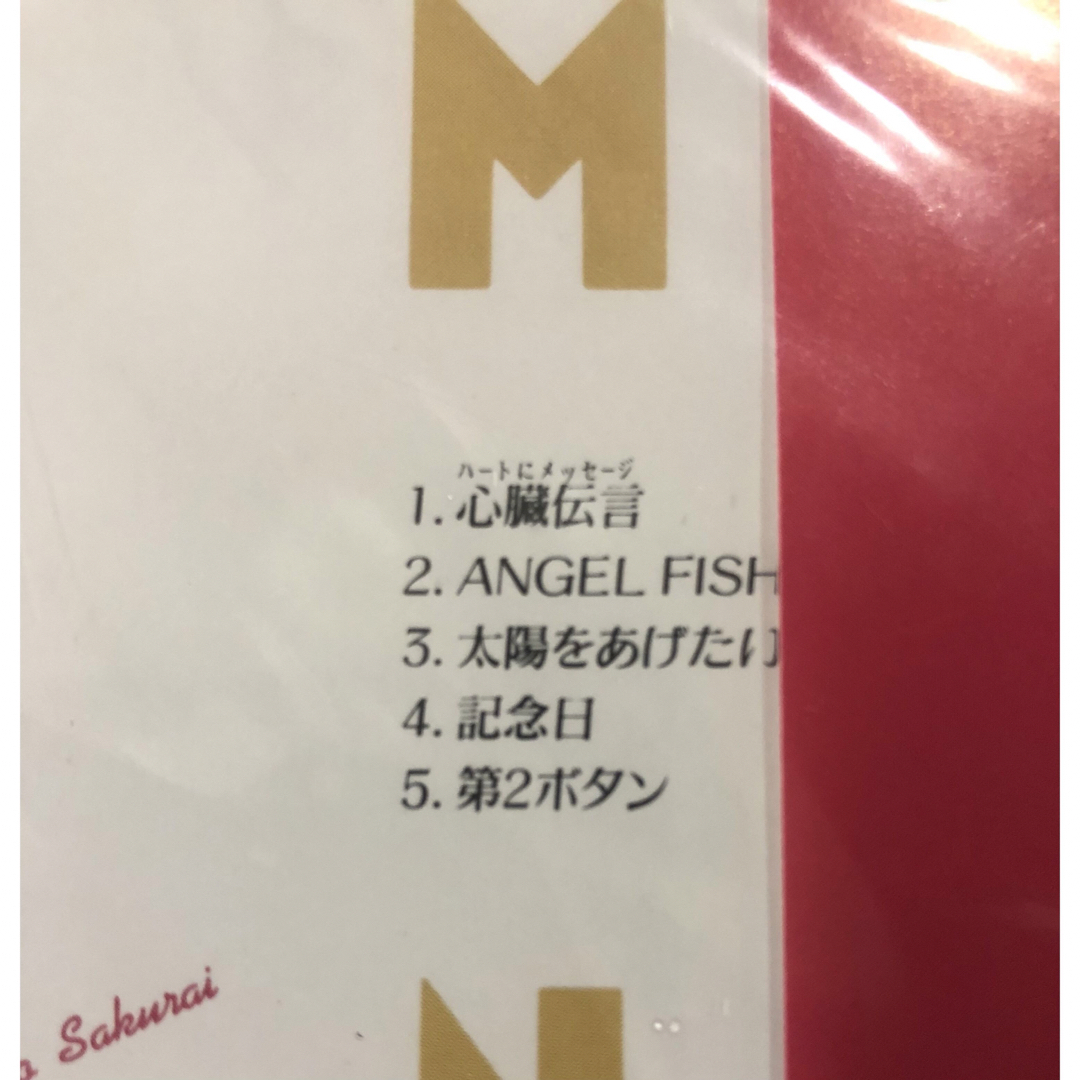 M
ハートにメッセージ
1. 心臓伝言
2. ANGEL FISH
3. 太陽をあげたい
4. 記念日
5. 第2ボタン
Sakurai
N